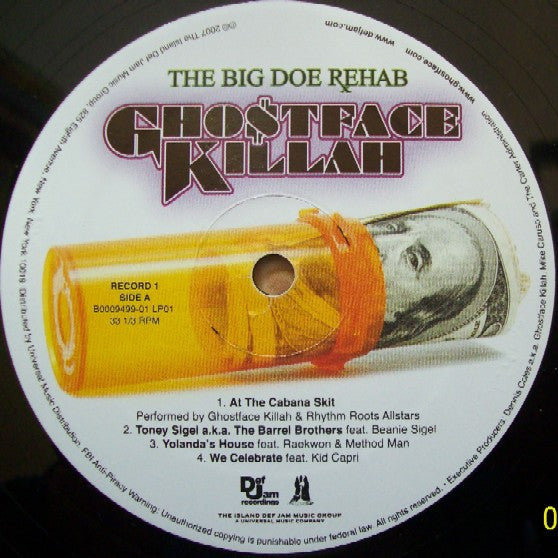 THE BIG DOE REHAB
GHO$TFACE
KILLAH
RECORD 1
SIDE A
B0009499-01 LP01
33 1/3 RPM
1. At The Cabana Skit
Performed by Ghostface Killah & Rhythm Roots Allstars
2. Toney Sigel a.k.a. The Barrel Brothers feat. Beanie Sigel
3. Yolanda's House feat. Raekwon & Method Man
4. We Celebrate feat. Kid Capri
Def
Jam
recordings
THE ISLAND DEF JAM MUSIC GROUP
A UNIVERSAL MUSIC COMPANY
www.defjam.com. www.ghostface.com. Executive Producers: Dennis Coles a.k.a. Ghostface Killah, Mike Caruso and The Carter Administration
℗© 2007 The Island Def Jam Music Group, 825 Eighth Avenue, New York, New York 10019. Distributed by Universal Music Distribution. FBI Anti-Piracy Warning: Unauthorized copying is punishable under federal law. All rights reserved. -
0